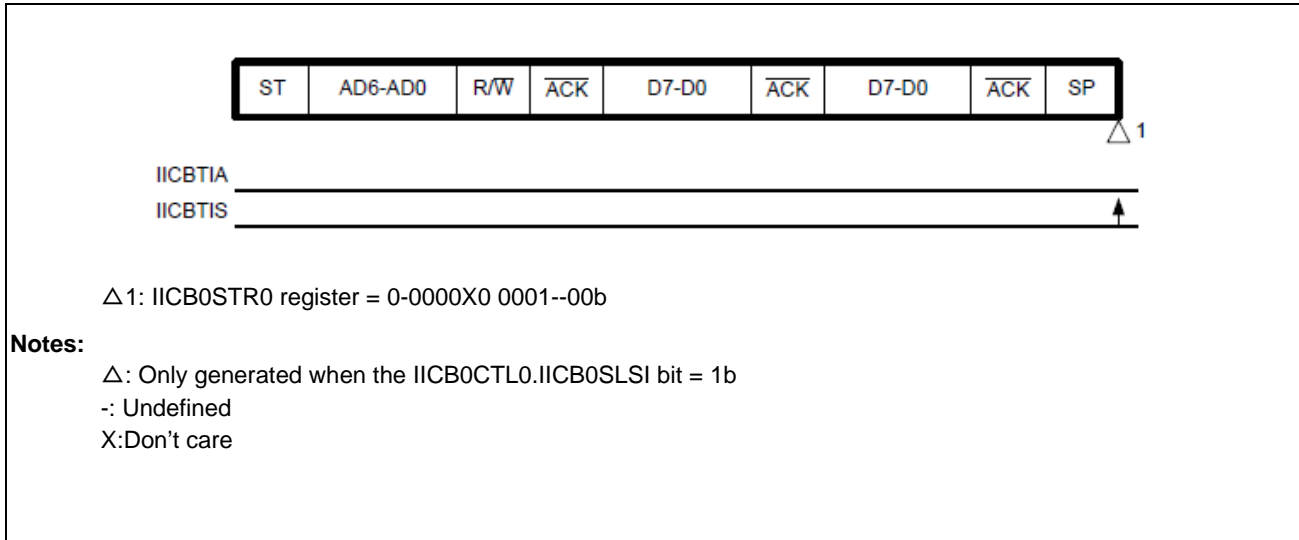 ST AD6-AD0 R/W ACK D7-D0 ACK D7-D0 ACK SP
△ 1
IICBTIA
IICBTIS
△1: IICB0STR0 register = 0-0000X0 0001--00b
Notes:
△: Only generated when the IICB0CTL0.IICB0SLSI bit = 1b
-: Undefined
X:Don’t care